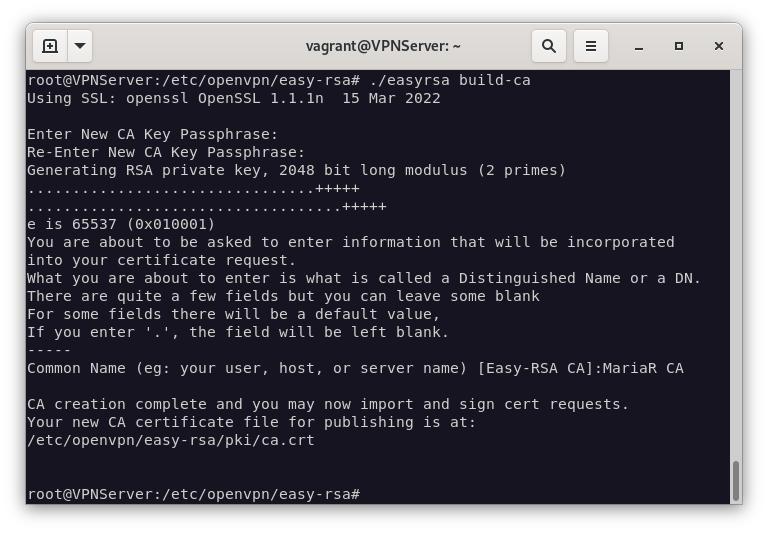 vagrant@VPNServer: ~
root@VPNServer:/etc/openvpn/easy-rsa# ./easyrsa build-ca
Using SSL: openssl OpenSSL 1.1.1n  15 Mar 2022
Enter New CA Key Passphrase:
Re-Enter New CA Key Passphrase:
Generating RSA private key, 2048 bit long modulus (2 primes)
................................+++++
...................................+++++
e is 65537 (0x010001)
You are about to be asked to enter information that will be incorporated
into your certificate request.
What you are about to enter is what is called a Distinguished Name or a DN.
There are quite a few fields but you can leave some blank
For some fields there will be a default value,
If you enter '.', the field will be left blank.
-----
Common Name (eg: your user, host, or server name) [Easy-RSA CA]:MariaR CA
CA creation complete and you may now import and sign cert requests.
Your new CA certificate file for publishing is at:
/etc/openvpn/easy-rsa/pki/ca.crt
root@VPNServer:/etc/openvpn/easy-rsa#